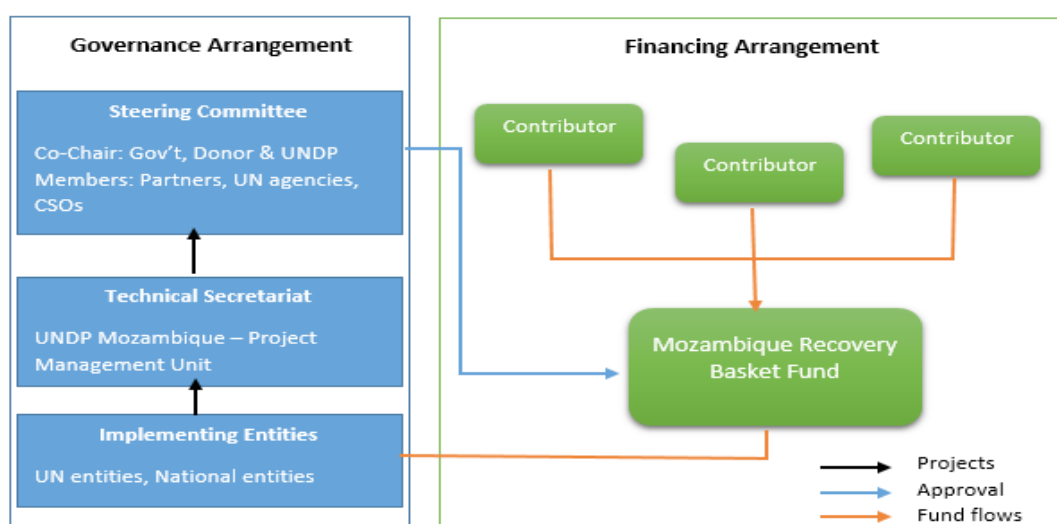 Governance Arrangement
Steering Committee
Co-Chair: Gov’t, Donor & UNDP
Members: Partners, UN agencies,
CSOs
Technical Secretariat
UNDP Mozambique – Project
Management Unit
Implementing Entities
UN entities, National entities
Financing Arrangement
Contributor
Contributor
Contributor
Mozambique Recovery
Basket Fund
Projects
Approval
Fund flows